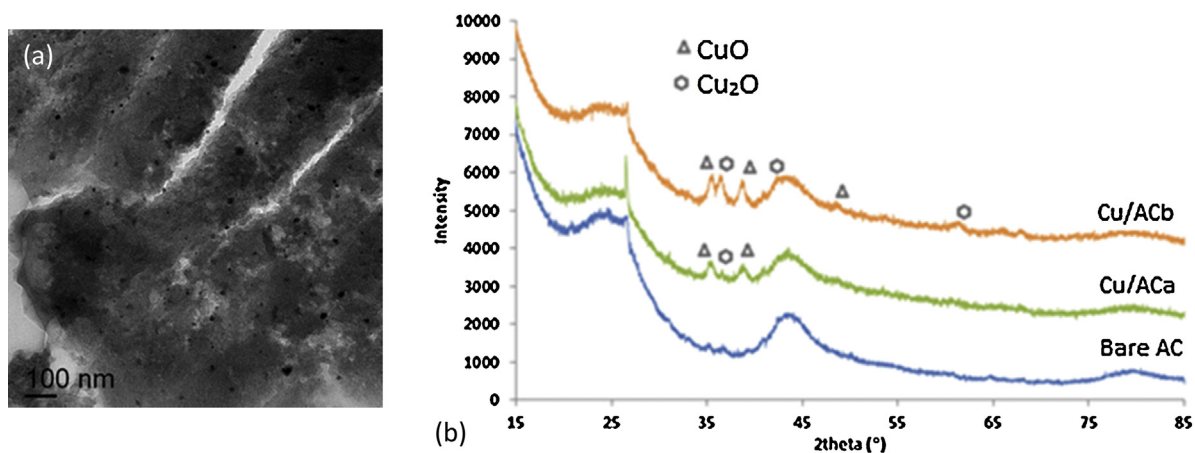 (a)
100 nm
(b)
△ CuO
⬡ Cu₂O
Intensity
10000
9000
8000
7000
6000
5000
4000
3000
2000
1000
0
Cu/ACb
Cu/ACa
Bare AC
15 25 35 45 55 65 75 85
2theta (°)